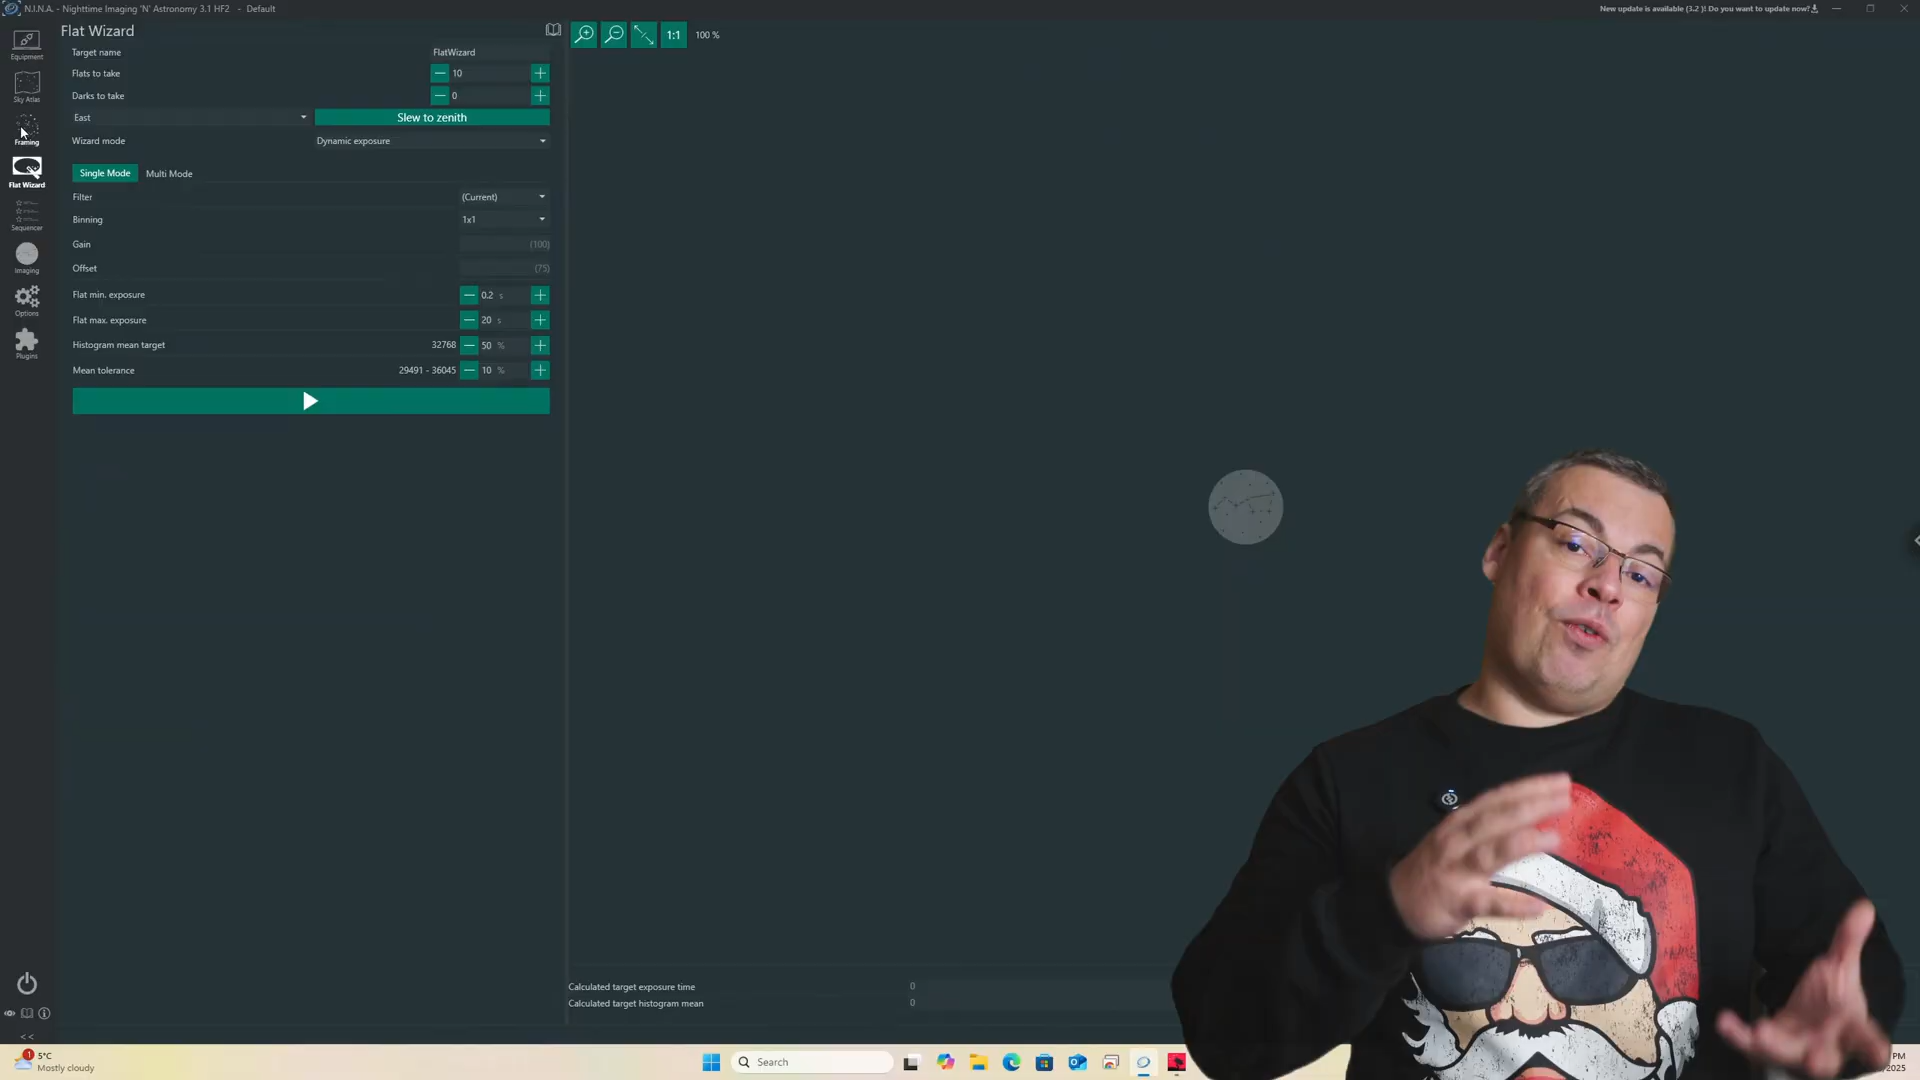 N.I.N.A. - Nighttime Imaging 'N' Astronomy 3.1 HF2 - Default
New update is available (3.2 )! Do you want to update now?
Flat Wizard
100 %
1:1
Equipment
Sky Atlas
Framing
Flat Wizard
Sequencer
Imaging
Options
Plugins
Target name FlatWizard
Flats to take 10
Darks to take 0
East Slew to zenith
Wizard mode Dynamic exposure
Single Mode Multi Mode
Filter (Current)
Binning 1x1
Gain (100)
Offset (75)
Flat min. exposure 0.2 s
Flat max. exposure 20 s
Histogram mean target 32768 50 %
Mean tolerance 29491 - 36045 10 %
Calculated target exposure time 0
Calculated target histogram mean 0
<<
1
5°C
Mostly cloudy
Search
PM
/2025